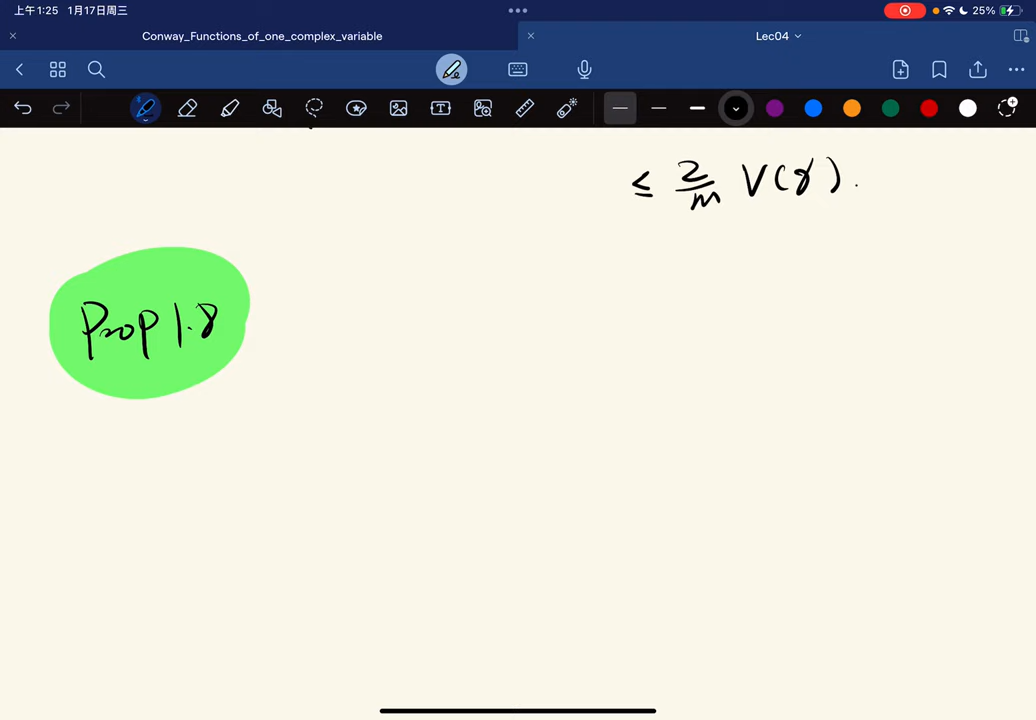 上午1:25 1月17日周三
25%
Conway_Functions_of_one_complex_variable
Lec04
≤ 2/m V(γ).
Prop 1.8